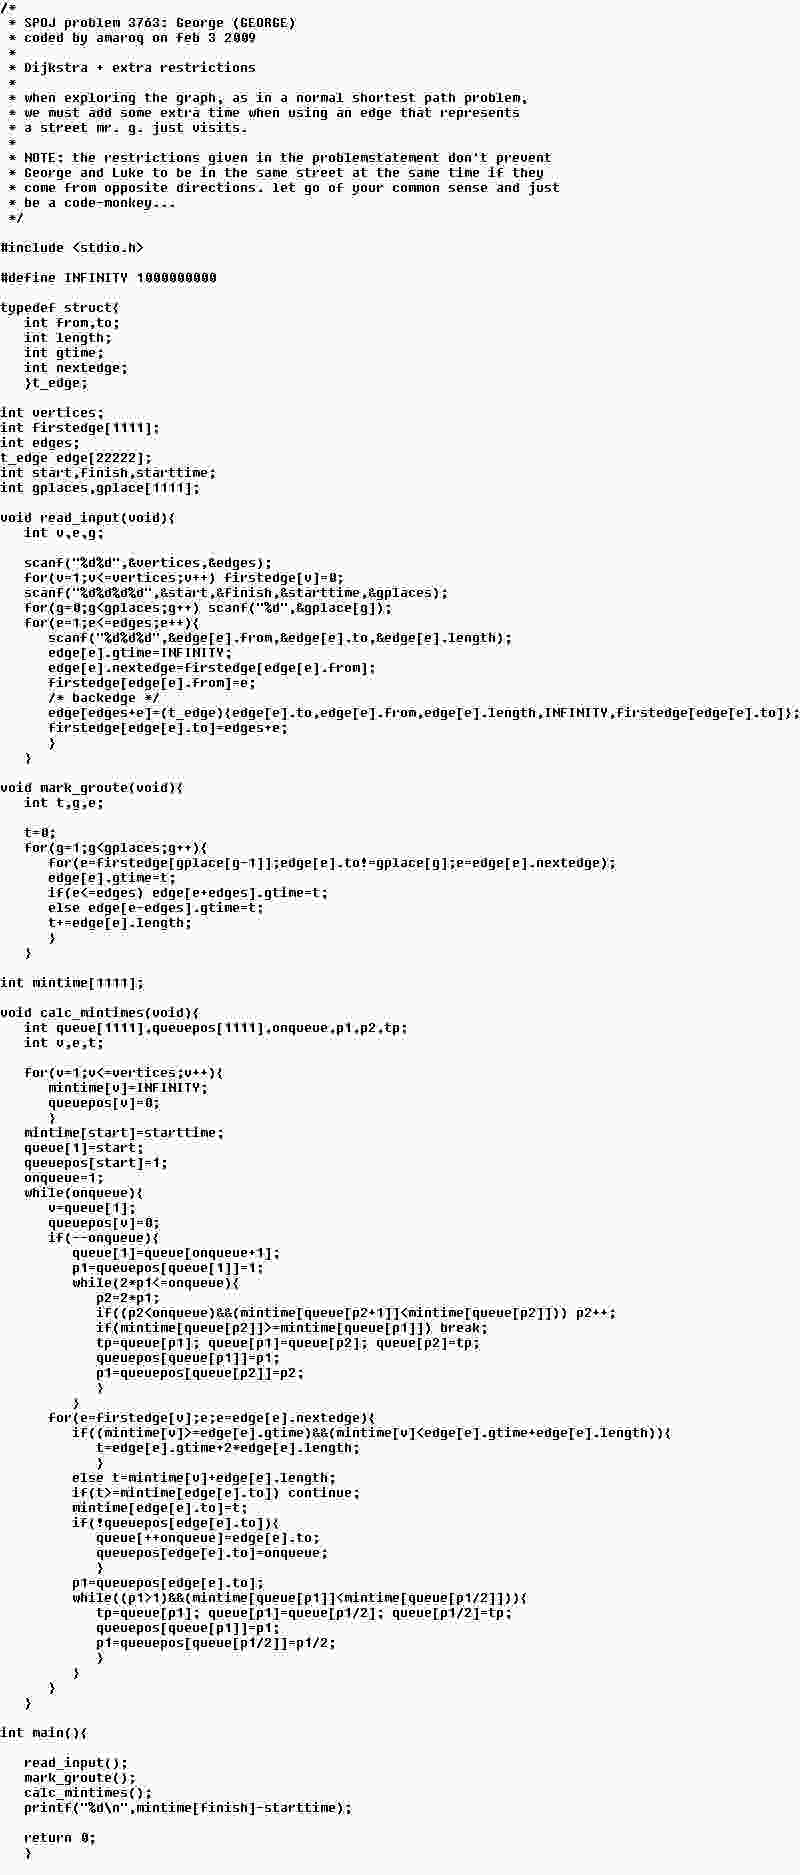 /*
 * SPOJ problem 3763: George (GEORGE)
 * coded by amaroq on feb 3 2009
 *
 * Dijkstra + extra restrictions
 *
 * when exploring the graph, as in a normal shortest path problem,
 * we must add some extra time when using an edge that represents
 * a street mr. g. just visits.
 *
 * NOTE: the restrictions given in the problemstatement don't prevent
 * George and Luke to be in the same street at the same time if they
 * come from opposite directions. let go of your common sense and just
 * be a code-monkey...
 */

#include <stdio.h>

#define INFINITY 1000000000

typedef struct{
   int from,to;
   int length;
   int gtime;
   int nextedge;
   }t_edge;

int vertices;
int firstedge[1111];
int edges;
t_edge edge[22222];
int start,finish,starttime;
int gplaces,gplace[1111];

void read_input(void){
   int v,e,g;

   scanf("%d%d",&vertices,&edges);
   for(v=1;v<=vertices;v++) firstedge[v]=0;
   scanf("%d%d%d%d",&start,&finish,&starttime,&gplaces);
   for(g=0;g<gplaces;g++) scanf("%d",&gplace[g]);
   for(e=1;e<=edges;e++){
      scanf("%d%d%d",&edge[e].from,&edge[e].to,&edge[e].length);
      edge[e].gtime=INFINITY;
      edge[e].nextedge=firstedge[edge[e].from];
      firstedge[edge[e].from]=e;
      /* backedge */
      edge[edges+e]=(t_edge){edge[e].to,edge[e].from,edge[e].length,INFINITY,firstedge[edge[e].to]};
      firstedge[edge[e].to]=edges+e;
      }
   }

void mark_groute(void){
   int t,g,e;

   t=0;
   for(g=1;g<gplaces;g++){
      for(e=firstedge[gplace[g-1]];edge[e].to!=gplace[g];e=edge[e].nextedge);
      edge[e].gtime=t;
      if(e<=edges) edge[e+edges].gtime=t;
      else edge[e-edges].gtime=t;
      t+=edge[e].length;
      }
   }

int mintime[1111];

void calc_mintimes(void){
   int queue[1111],queuepos[1111],onqueue,p1,p2,tp;
   int v,e,t;

   for(v=1;v<=vertices;v++){
      mintime[v]=INFINITY;
      queuepos[v]=0;
      }
   mintime[start]=starttime;
   queue[1]=start;
   queuepos[start]=1;
   onqueue=1;
   while(onqueue){
      v=queue[1];
      queuepos[v]=0;
      if(--onqueue){
         queue[1]=queue[onqueue+1];
         p1=queuepos[queue[1]]=1;
         while(2*p1<=onqueue){
            p2=2*p1;
            if((p2<onqueue)&&(mintime[queue[p2+1]]<mintime[queue[p2]])) p2++;
            if(mintime[queue[p2]]>=mintime[queue[p1]]) break;
            tp=queue[p1]; queue[p1]=queue[p2]; queue[p2]=tp;
            queuepos[queue[p1]]=p1;
            p1=queuepos[queue[p2]]=p2;
            }
         }
      for(e=firstedge[v];e;e=edge[e].nextedge){
         if((mintime[v]>=edge[e].gtime)&&(mintime[v]<edge[e].gtime+edge[e].length)){
            t=edge[e].gtime+2*edge[e].length;
            }
         else t=mintime[v]+edge[e].length;
         if(t>=mintime[edge[e].to]) continue;
         mintime[edge[e].to]=t;
         if(!queuepos[edge[e].to]){
            queue[++onqueue]=edge[e].to;
            queuepos[edge[e].to]=onqueue;
            }
         p1=queuepos[edge[e].to];
         while((p1>1)&&(mintime[queue[p1]]<mintime[queue[p1/2]])){
            tp=queue[p1]; queue[p1]=queue[p1/2]; queue[p1/2]=tp;
            queuepos[queue[p1]]=p1;
            p1=queuepos[queue[p1/2]]=p1/2;
            }
         }
      }
   }

int main(){

   read_input();
   mark_groute();
   calc_mintimes();
   printf("%d\n",mintime[finish]-starttime);

   return 0;
   }